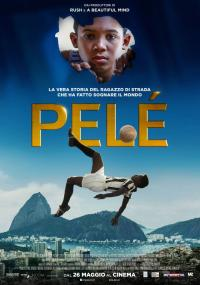 DAI PRODUTTORI DI
RUSH E A BEAUTIFUL MIND
LA VERA STORIA DEL RAGAZZO DI STRADA
CHE HA FATTO SOGNARE IL MONDO
PELÉ
DAL 26 MAGGIO AL CINEMA